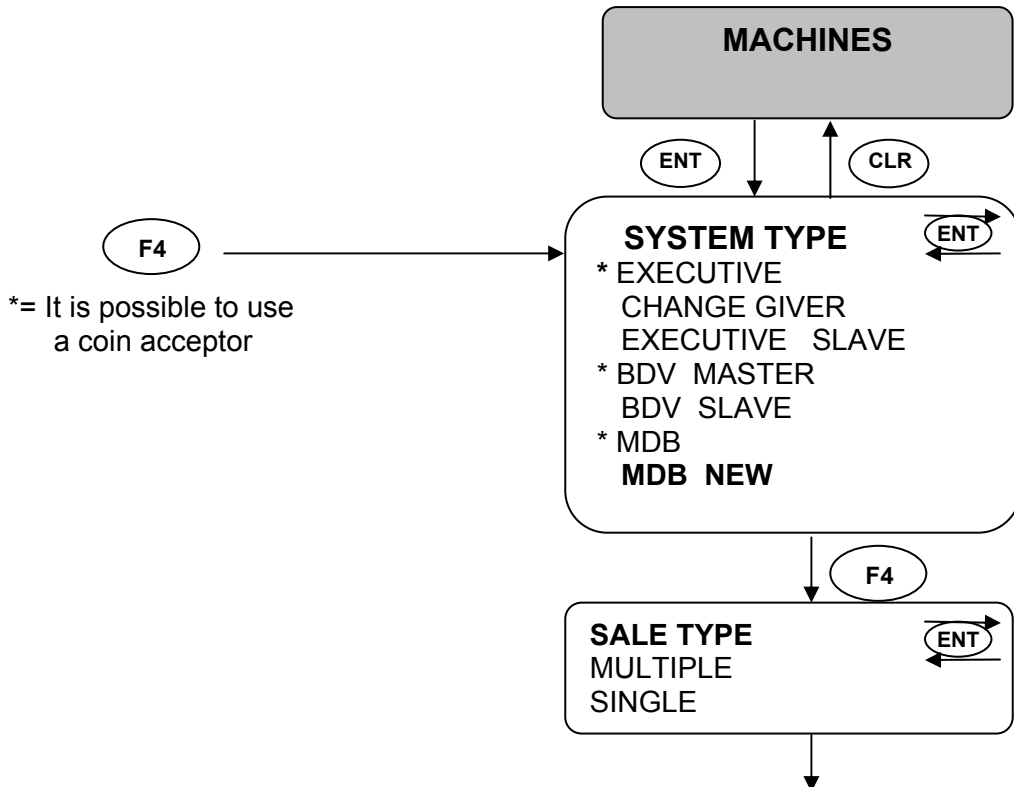 MACHINES
ENT
CLR
F4
*= It is possible to use
a coin acceptor
SYSTEM TYPE
ENT
* EXECUTIVE
CHANGE GIVER
EXECUTIVE SLAVE
* BDV MASTER
BDV SLAVE
* MDB
MDB NEW
F4
SALE TYPE
ENT
MULTIPLE
SINGLE